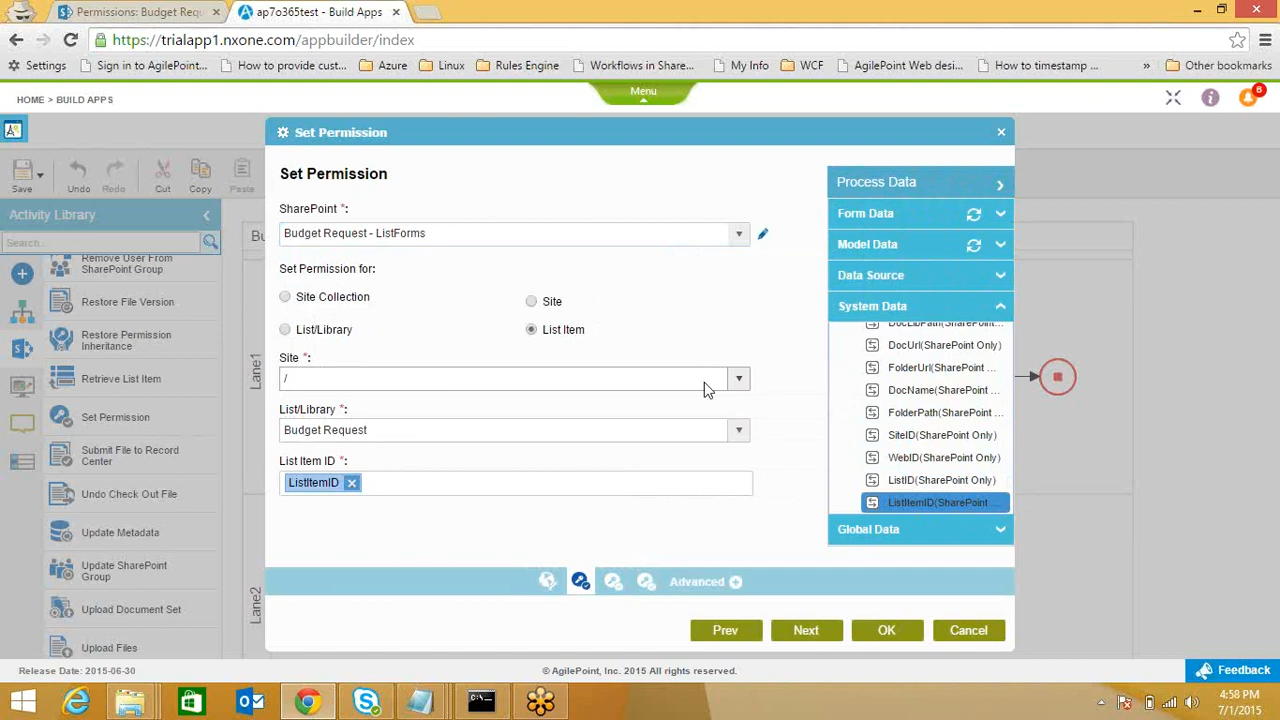 Permissions: Budget Requ
ap7o365test - Build Apps
https://trialapp1.nxone.com/appbuilder/index
Settings
Sign in to AgilePoint...
How to provide cust...
Azure
Linux
Rules Engine
Workflows in Share...
My Info
WCF
AgilePoint Web desi...
How to timestamp ...
»
Other bookmarks
HOME > BUILD APPS
Menu
6
Save
Undo
Redo
Cut
Copy
Paste
Activity Library
Search...
Remove User From
SharePoint Group
Restore File Version
Restore Permission
Inheritance
Retrieve List Item
Set Permission
Submit File to Record
Center
Undo Check Out File
Update Metadata
Update SharePoint
Group
Upload Document Set
Upload Files
Bu
Lane1
Lane2
Set Permission
Set Permission
SharePoint *:
Budget Request - ListForms
Set Permission for:
Site Collection
Site
List/Library
List Item
Site *:
/
List/Library *:
Budget Request
List Item ID *:
ListItemID
Process Data
Form Data
Model Data
Data Source
System Data
DocLibPath(SharePoint...
DocUrl(SharePoint Only)
FolderUrl(SharePoint ...
DocName(SharePoint ...
FolderPath(SharePoint...
SiteID(SharePoint Only)
WebID(SharePoint Only)
ListID(SharePoint Only)
ListItemID(SharePoint ...
Global Data
Advanced
Prev
Next
OK
Cancel
Release Date: 2015-06-30
© AgilePoint, Inc. 2015 All rights reserved.
Feedback
4:58 PM
7/1/2015